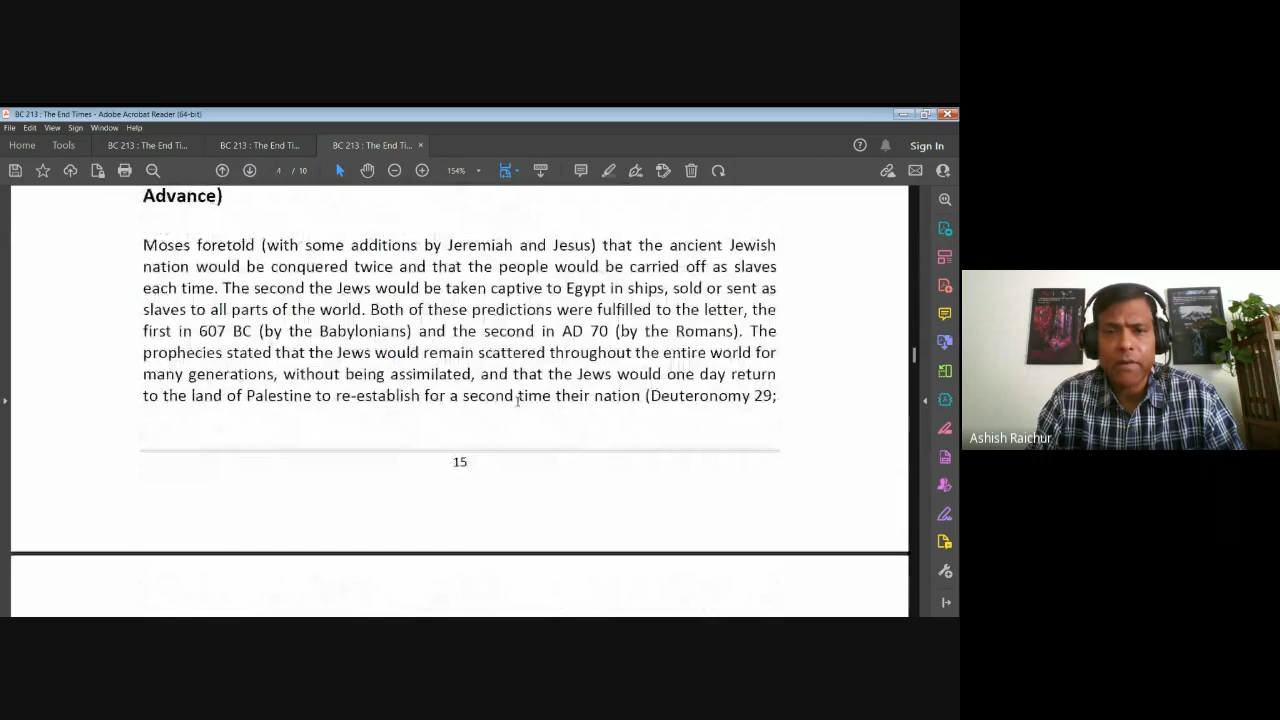 BC 213 : The End Times - Adobe Acrobat Reader (64-bit)
File Edit View Sign Window Help
Home Tools BC 213 : The End Ti... BC 213 : The End Ti... BC 213 : The End Ti... × Sign In
4 / 10 154%
Advance)
Moses foretold (with some additions by Jeremiah and Jesus) that the ancient Jewish
nation would be conquered twice and that the people would be carried off as slaves
each time. The second the Jews would be taken captive to Egypt in ships, sold or sent as
slaves to all parts of the world. Both of these predictions were fulfilled to the letter, the
first in 607 BC (by the Babylonians) and the second in AD 70 (by the Romans). The
prophecies stated that the Jews would remain scattered throughout the entire world for
many generations, without being assimilated, and that the Jews would one day return
to the land of Palestine to re-establish for a second time their nation (Deuteronomy 29;
15
Ashish Raichur